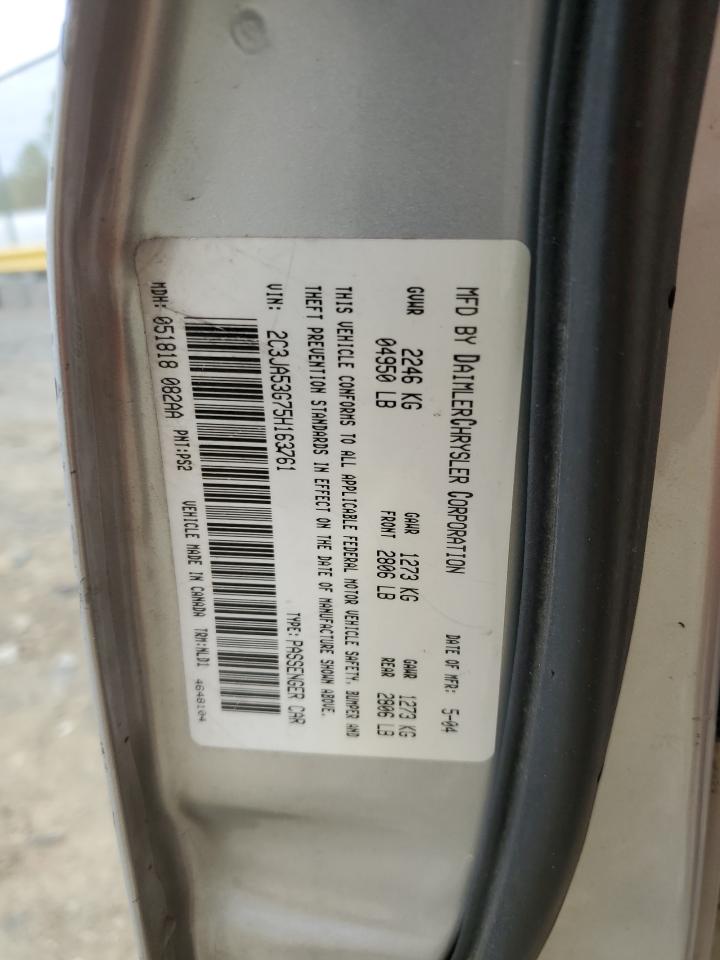 MFD BY DAIMLERCHRYSLER CORPORATION DATE OF MFR: 5-04
GVWR 2246 KG GAWR 1273 KG GAWR 1273 KG
04950 LB FRONT 2806 LB REAR 2806 LB
THIS VEHICLE CONFORMS TO ALL APPLICABLE FEDERAL MOTOR VEHICLE SAFETY, BUMPER AND
THEFT PREVENTION STANDARDS IN EFFECT ON THE DATE OF MANUFACTURE SHOWN ABOVE.
VIN: 2C3JA53G75H163761 TYPE: PASSENGER CAR
MDH: 051818 082AA PNT:PS2 VEHICLE MADE IN CANADA TRM:NLD1 4648104